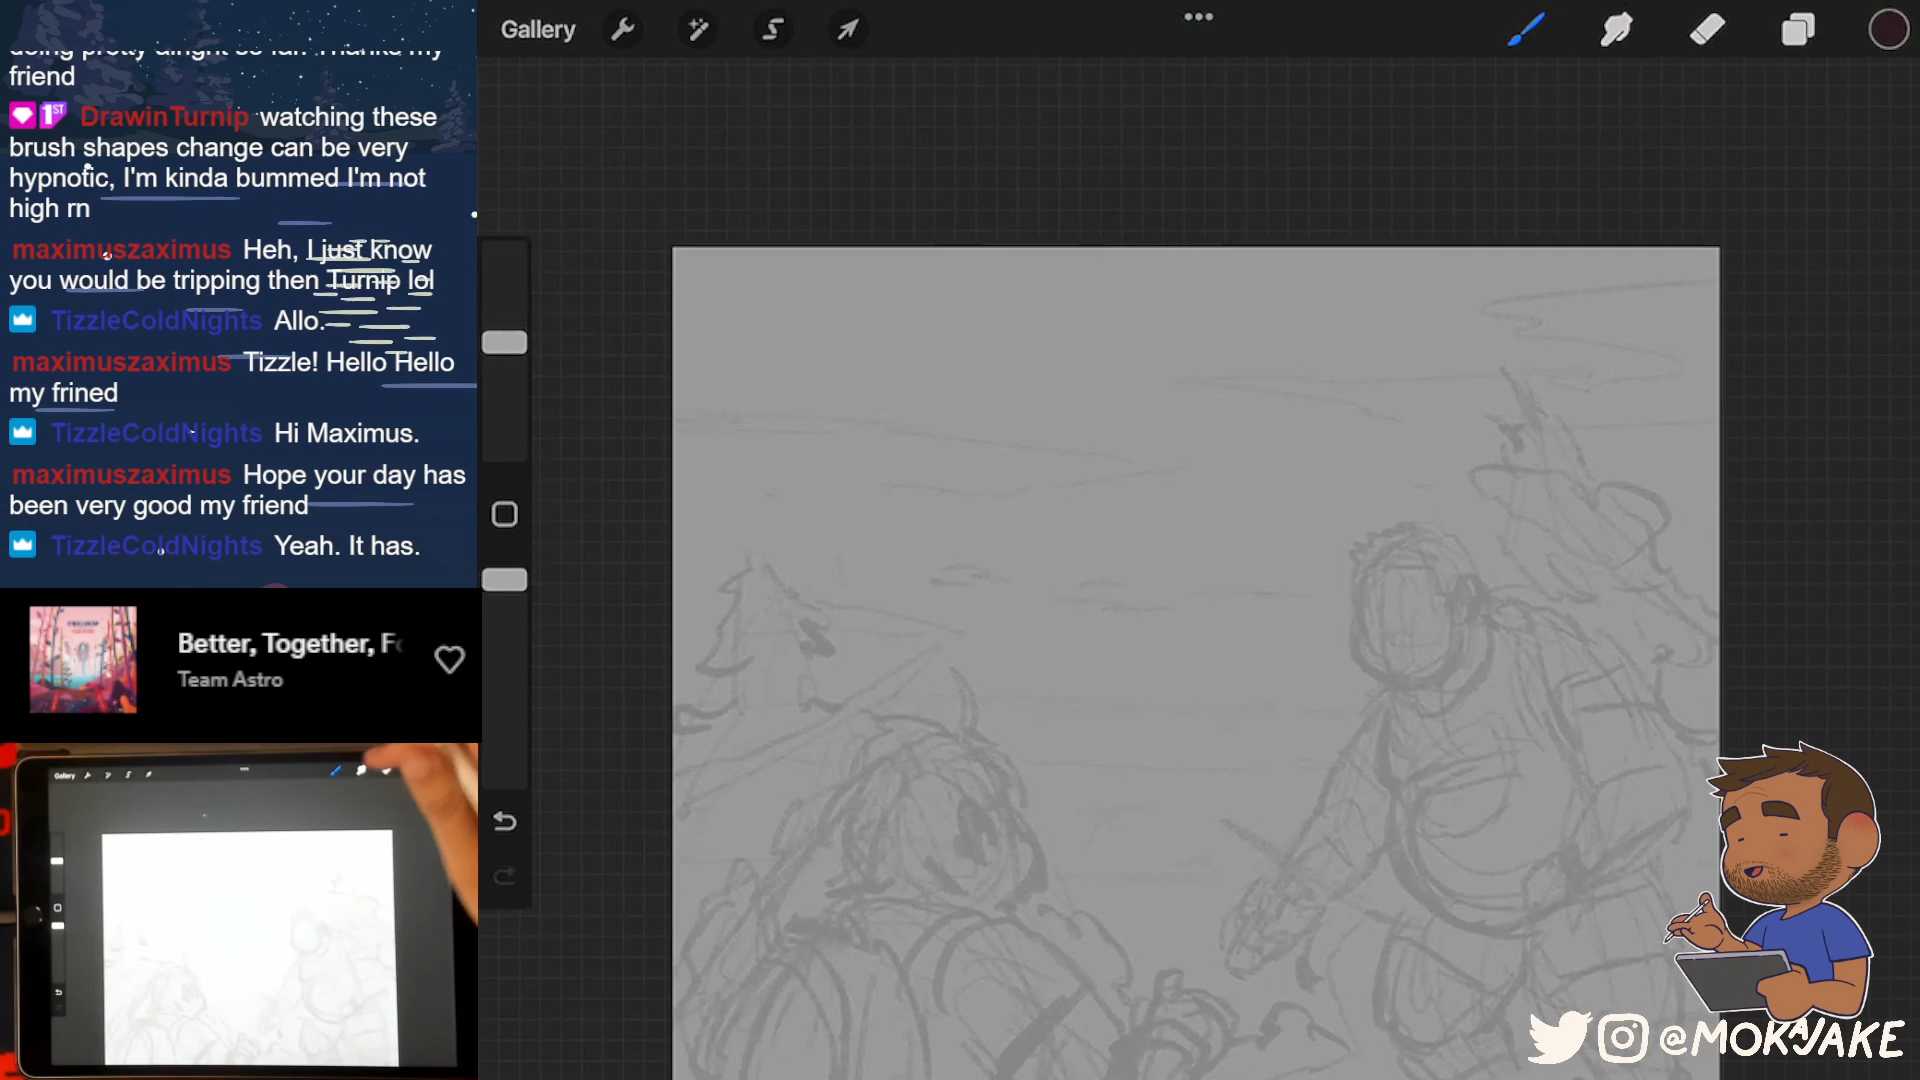 Gallery
friend
1ST DrawinTurnip watching these
brush shapes change can be very
hypnotic, I'm kinda bummed I'm not
high rn
maximuszaximus Heh, I just know
you would be tripping then Turnip lol
TizzleColdNights Allo.
maximuszaximus Tizzle! Hello Hello
my frined
TizzleColdNights Hi Maximus.
maximuszaximus Hope your day has
been very good my friend
TizzleColdNights Yeah. It has.
Better, Together, Fo
Team Astro
Gallery
@MOKAJAKE